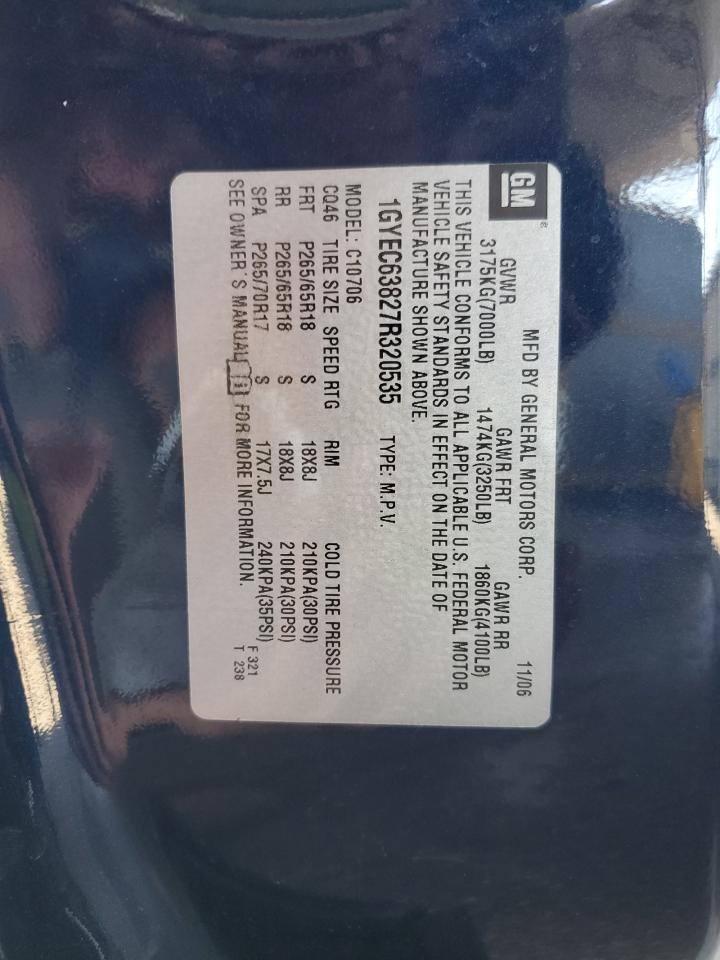 GM®
MFD BY GENERAL MOTORS CORP. 11/06
GVWR GAWR FRT GAWR RR
3175KG(7000LB) 1474KG(3250LB) 1860KG(4100LB)
THIS VEHICLE CONFORMS TO ALL APPLICABLE U.S. FEDERAL MOTOR
VEHICLE SAFETY STANDARDS IN EFFECT ON THE DATE OF
MANUFACTURE SHOWN ABOVE.
1GYEC63827R320535 TYPE: M.P.V.
MODEL: C10706
CQ46 TIRE SIZE SPEED RTG RIM COLD TIRE PRESSURE
FRT P265/65R18 S 18X8J 210KPA(30PSI)
RR P265/65R18 S 18X8J 210KPA(30PSI)
SPA P265/70R17 S 17X7.5J 240KPA(35PSI)
SEE OWNER'S MANUAL FOR MORE INFORMATION.
F 321
T 238